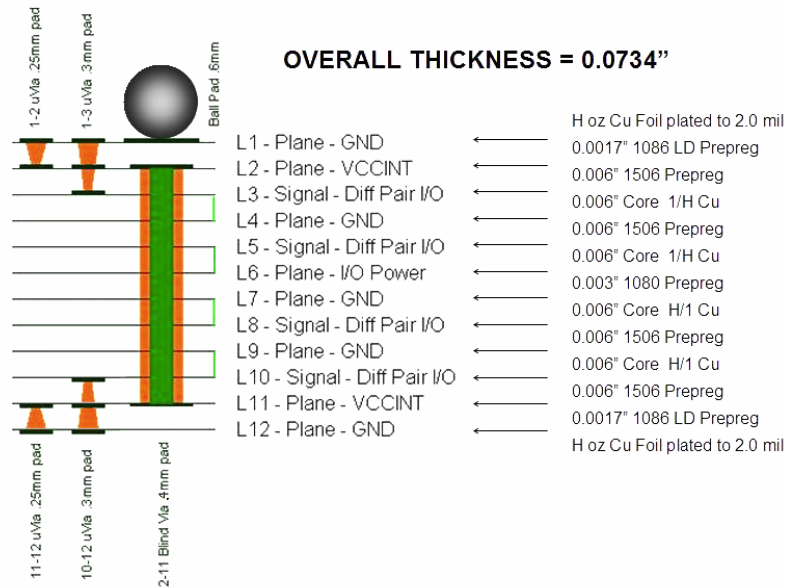 1-2 uVia .25mm pad
1-3 uVia .3mm pad
Ball Pad .6mm
OVERALL THICKNESS = 0.0734”
H oz Cu Foil plated to 2.0 mil
L1 - Plane - GND
0.0017” 1086 LD Prepreg
L2 - Plane - VCCINT
0.006” 1506 Prepreg
L3 - Signal - Diff Pair I/O
0.006” Core 1/H Cu
L4 - Plane - GND
0.006” 1506 Prepreg
L5 - Signal - Diff Pair I/O
0.006” Core 1/H Cu
L6 - Plane - I/O Power
0.003” 1080 Prepreg
L7 - Plane - GND
0.006” Core H/1 Cu
L8 - Signal - Diff Pair I/O
0.006” 1506 Prepreg
L9 - Plane - GND
0.006” Core H/1 Cu
L10 - Signal - Diff Pair I/O
0.006” 1506 Prepreg
L11 - Plane - VCCINT
0.0017” 1086 LD Prepreg
L12 - Plane - GND
H oz Cu Foil plated to 2.0 mil
11-12 uVia .25mm pad
10-12 uVia .3mm pad
2-11 Blind Via .4mm pad